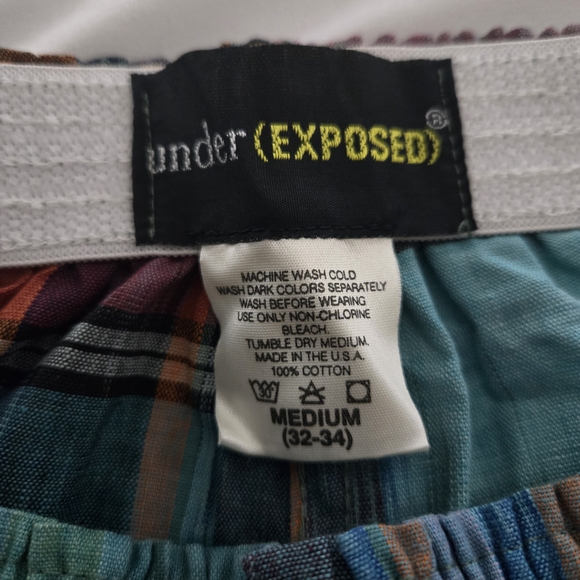 under (EXPOSED)®
MACHINE WASH COLD
WASH DARK COLORS SEPARATELY
WASH BEFORE WEARING
USE ONLY NON-CHLORINE
BLEACH.
TUMBLE DRY MEDIUM.
MADE IN THE U.S.A.
100% COTTON
30°
MEDIUM
(32-34)